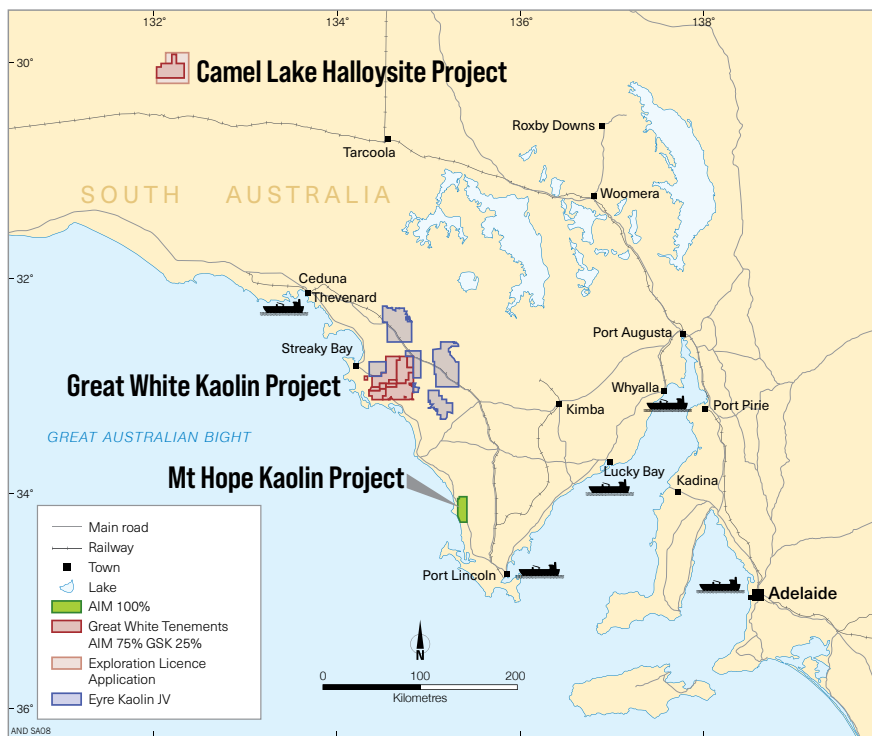 132°
134°
136°
138°
30°
Camel Lake Halloysite Project
Roxby Downs
Tarcoola
SOUTH AUSTRALIA
Woomera
32°
Ceduna
Thevenard
Port Augusta
Streaky Bay
Great White Kaolin Project
Whyalla
Kimba
Port Pirie
GREAT AUSTRALIAN BIGHT
Mt Hope Kaolin Project
Lucky Bay
Kadina
34°
Main road
Railway
Town
Lake
AIM 100%
Great White Tenements
AIM 75% GSK 25%
Exploration Licence
Application
Eyre Kaolin JV
Port Lincoln
Adelaide
N
0 100 200
Kilometres
36°
AND SA08